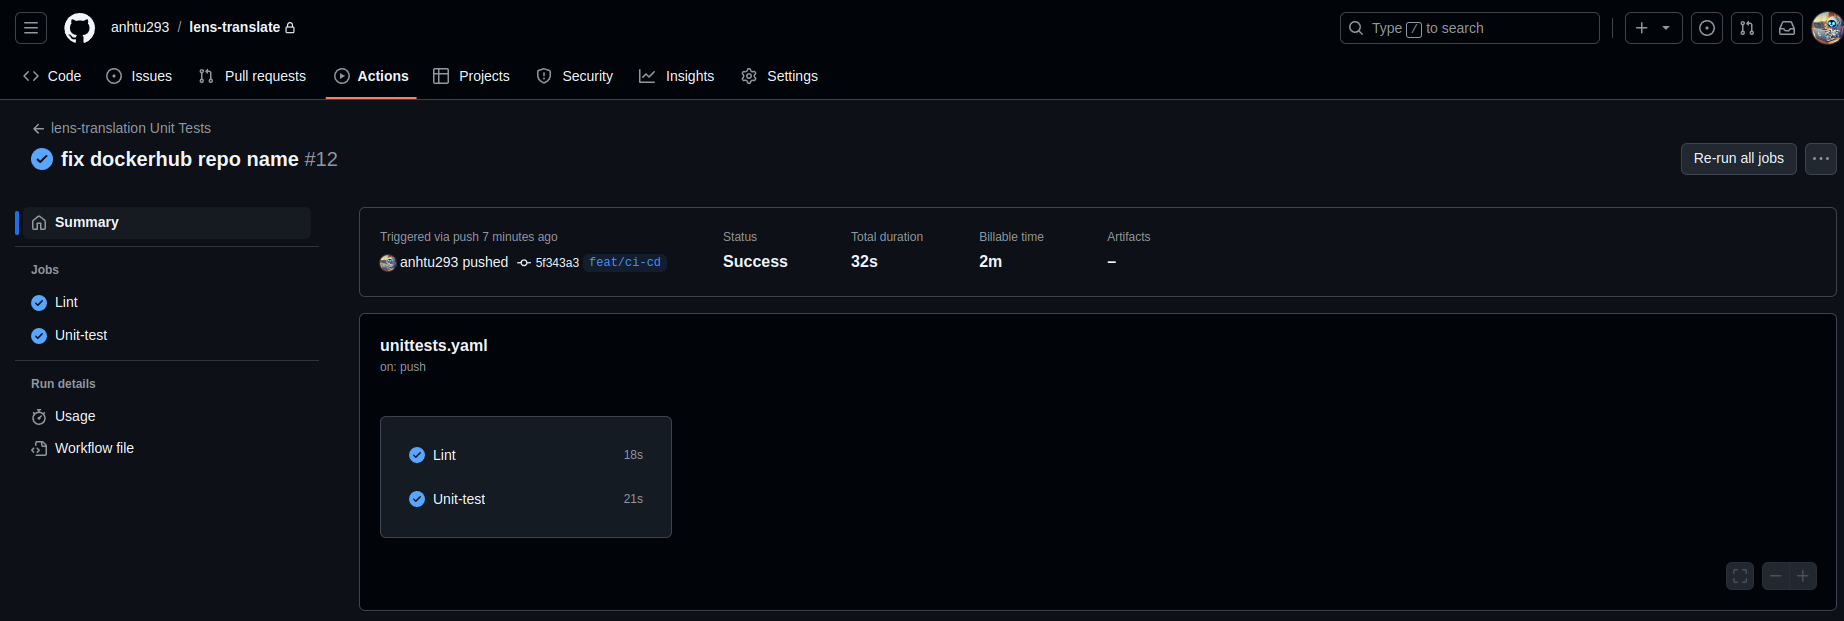 anhtu293 / lens-translate
Type / to search
Code Issues Pull requests Actions Projects Security Insights Settings
lens-translation Unit Tests
fix dockerhub repo name #12
Re-run all jobs
Summary
Jobs
Lint
Unit-test
Run details
Usage
Workflow file
Triggered via push 7 minutes ago
anhtu293 pushed 5f343a3 feat/ci-cd
Status
Success
Total duration
32s
Billable time
2m
Artifacts
–
unittests.yaml
on: push
Lint 18s
Unit-test 21s